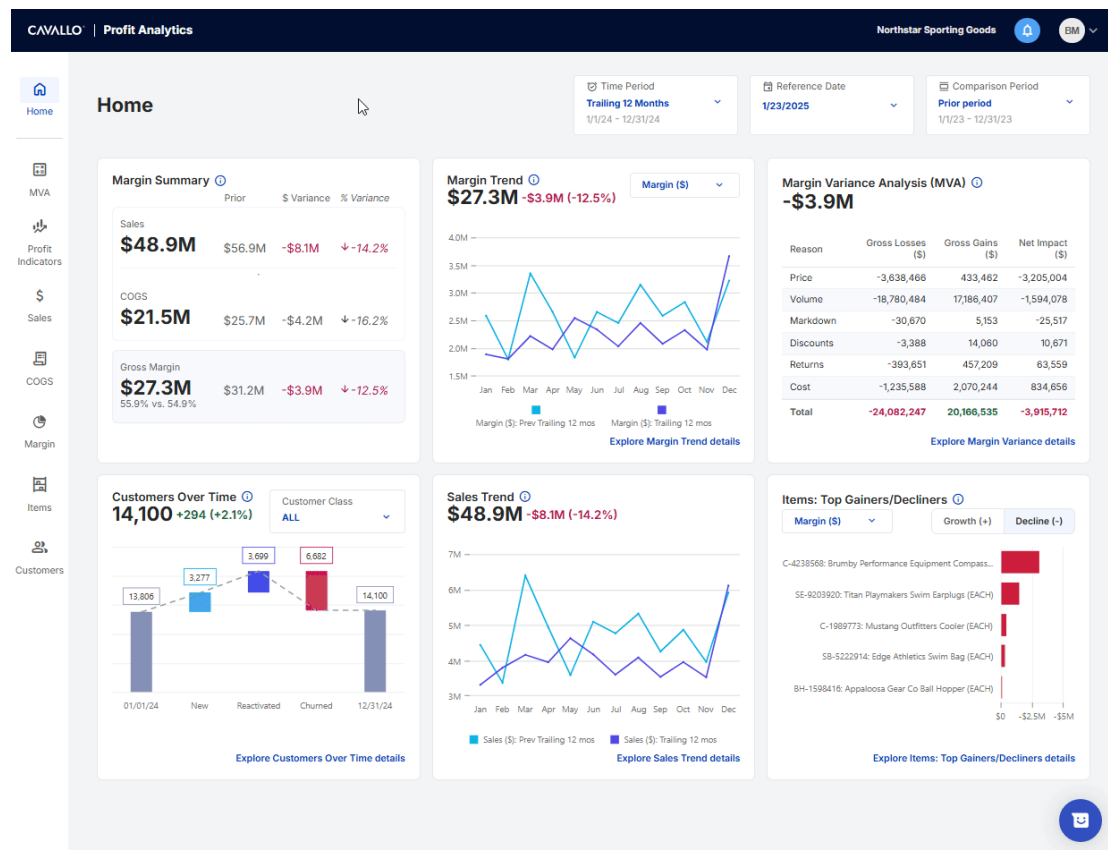 CAVALLO | Profit Analytics
Northstar Sporting Goods
BM
Home
MVA
Profit
Indicators
Sales
COGS
Margin
Items
Customers
Home
Time Period
Trailing 12 Months
1/1/24 - 12/31/24
Reference Date
1/23/2025
Comparison Period
Prior period
1/1/23 - 12/31/23
Margin Summary
Prior $ Variance % Variance
Sales
$48.9M $56.9M -$8.1M -14.2%
COGS
$21.5M $25.7M -$4.2M -16.2%
Gross Margin
$27.3M $31.2M -$3.9M -12.5%
55.9% vs. 54.9%
Margin Trend
$27.3M -$3.9M (-12.5%)
Margin ($)
4.0M
3.5M
3.0M
2.5M
2.0M
1.5M
Jan Feb Mar Apr May Jun Jul Aug Sep Oct Nov Dec
Margin ($): Prev Trailing 12 mos Margin ($): Trailing 12 mos
Explore Margin Trend details
Margin Variance Analysis (MVA)
-$3.9M
Reason Gross Losses ($) Gross Gains ($) Net Impact ($)
Price -3,638,466 433,462 -3,205,004
Volume -18,780,484 17,186,407 -1,594,078
Markdown -30,670 5,153 -25,517
Discounts -3,388 14,060 10,671
Returns -393,651 457,209 63,559
Cost -1,235,588 2,070,244 834,656
Total -24,082,247 20,166,535 -3,915,712
Explore Margin Variance details
Customers Over Time
14,100 +294 (+2.1%)
Customer Class
ALL
13,806
3,277
3,699
6,682
14,100
01/01/24 New Reactivated Churned 12/31/24
Explore Customers Over Time details
Sales Trend
$48.9M -$8.1M (-14.2%)
7M
6M
5M
4M
3M
Jan Feb Mar Apr May Jun Jul Aug Sep Oct Nov Dec
Sales ($): Prev Trailing 12 mos Sales ($): Trailing 12 mos
Explore Sales Trend details
Items: Top Gainers/Decliners
Margin ($)
Growth (+) Decline (-)
C-4238568: Brumby Performance Equipment Compass...
SE-9203920: Titan Playmakers Swim Earplugs (EACH)
C-1989773: Mustang Outfitters Cooler (EACH)
SB-5222914: Edge Athletics Swim Bag (EACH)
BH-1598416: Appaloosa Gear Co Ball Hopper (EACH)
$0 -$2.5M -$5M
Explore Items: Top Gainers/Decliners details